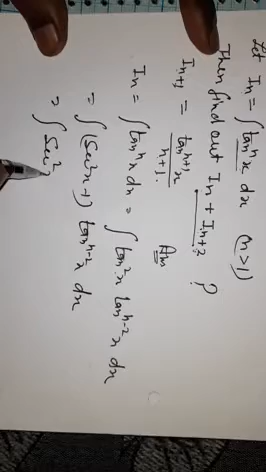 Let In = ∫ tanⁿx dx (n>1)
Then find out In + In+2 ?
In+1 = tanⁿ⁺¹x / n+1. Ans
In = ∫ tanⁿx dx = ∫ tan²x tanⁿ⁻²x dx
= ∫ (Sec²x-1) tanⁿ⁻²x dx
= ∫ Sec²